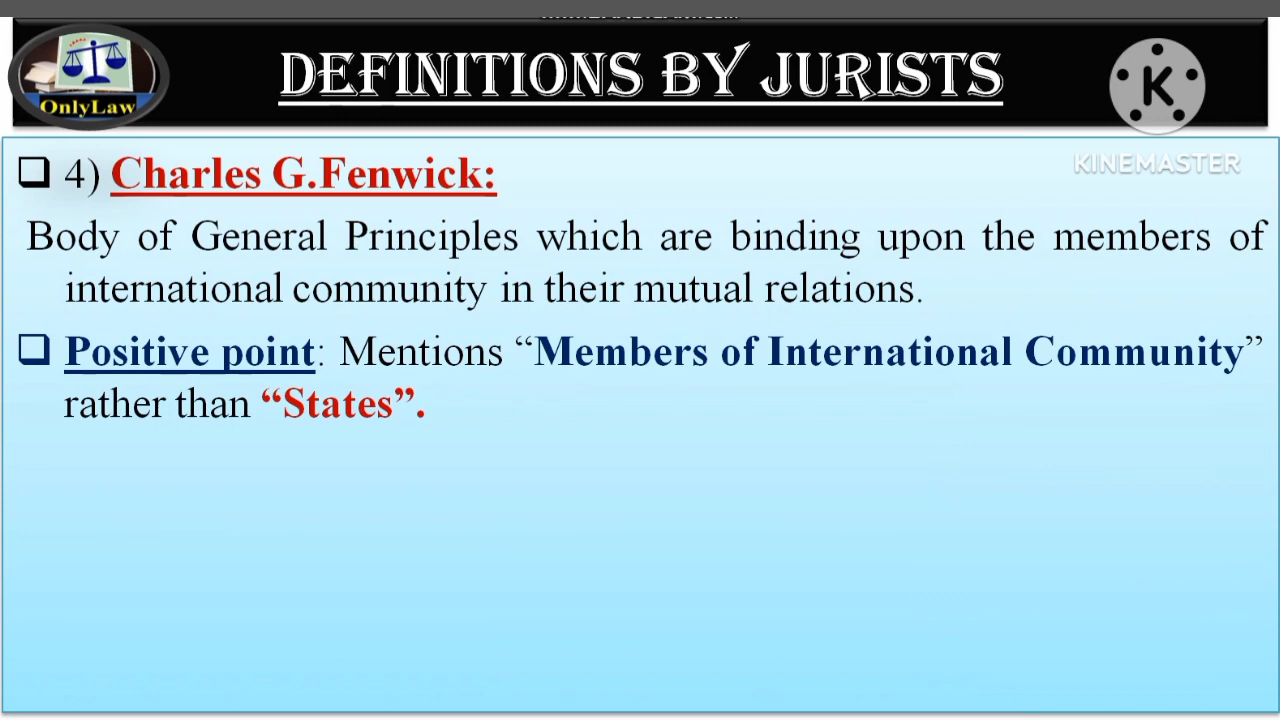 DEFINITIONS BY JURISTS
OnlyLaw
K
KINEMASTER
❑ 4) Charles G.Fenwick:
Body of General Principles which are binding upon the members of
international community in their mutual relations.
❑ Positive point: Mentions “Members of International Community”
rather than “States”.